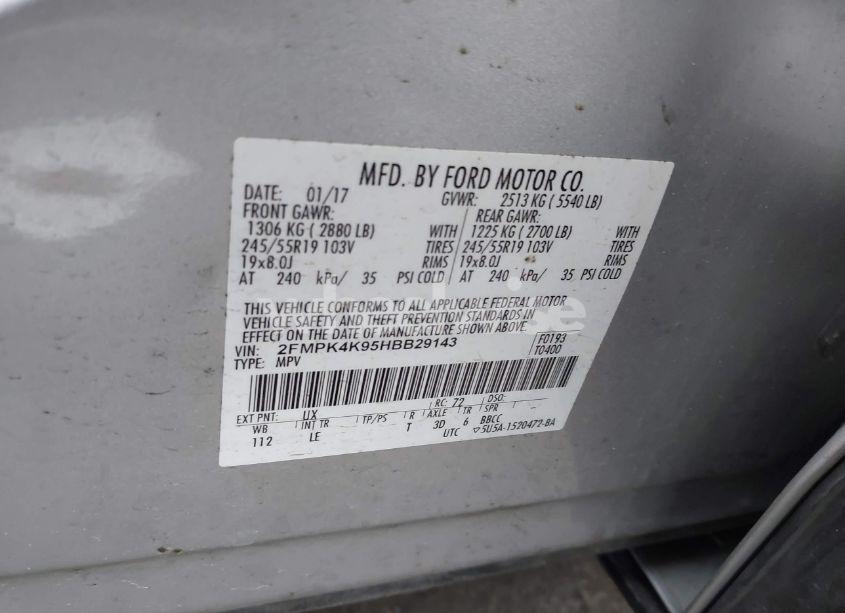 MFD. BY FORD MOTOR CO.
DATE: 01/17 GVWR: 2513 KG ( 5540 LB)
FRONT GAWR: REAR GAWR:
1306 KG ( 2880 LB) WITH 1225 KG ( 2700 LB) WITH
245/55R19 103V TIRES 245/55R19 103V TIRES
19x8.0J RIMS 19x8.0J RIMS
AT 240 kPa/ 35 PSI COLD AT 240 kPa/ 35 PSI COLD
THIS VEHICLE CONFORMS TO ALL APPLICABLE FEDERAL MOTOR
VEHICLE SAFETY AND THEFT PREVENTION STANDARDS IN
EFFECT ON THE DATE OF MANUFACTURE SHOWN ABOVE.
VIN: 2FMPK4K95HBB29143 F0193
TYPE: MPV T0400
EXT PNT: UX RC: 72 DSO:
WB INT TR TP/PS R AXLE TR SPR
112 LE T 3D 6 BBCC
UTC ▽5U5A-1520472-BA